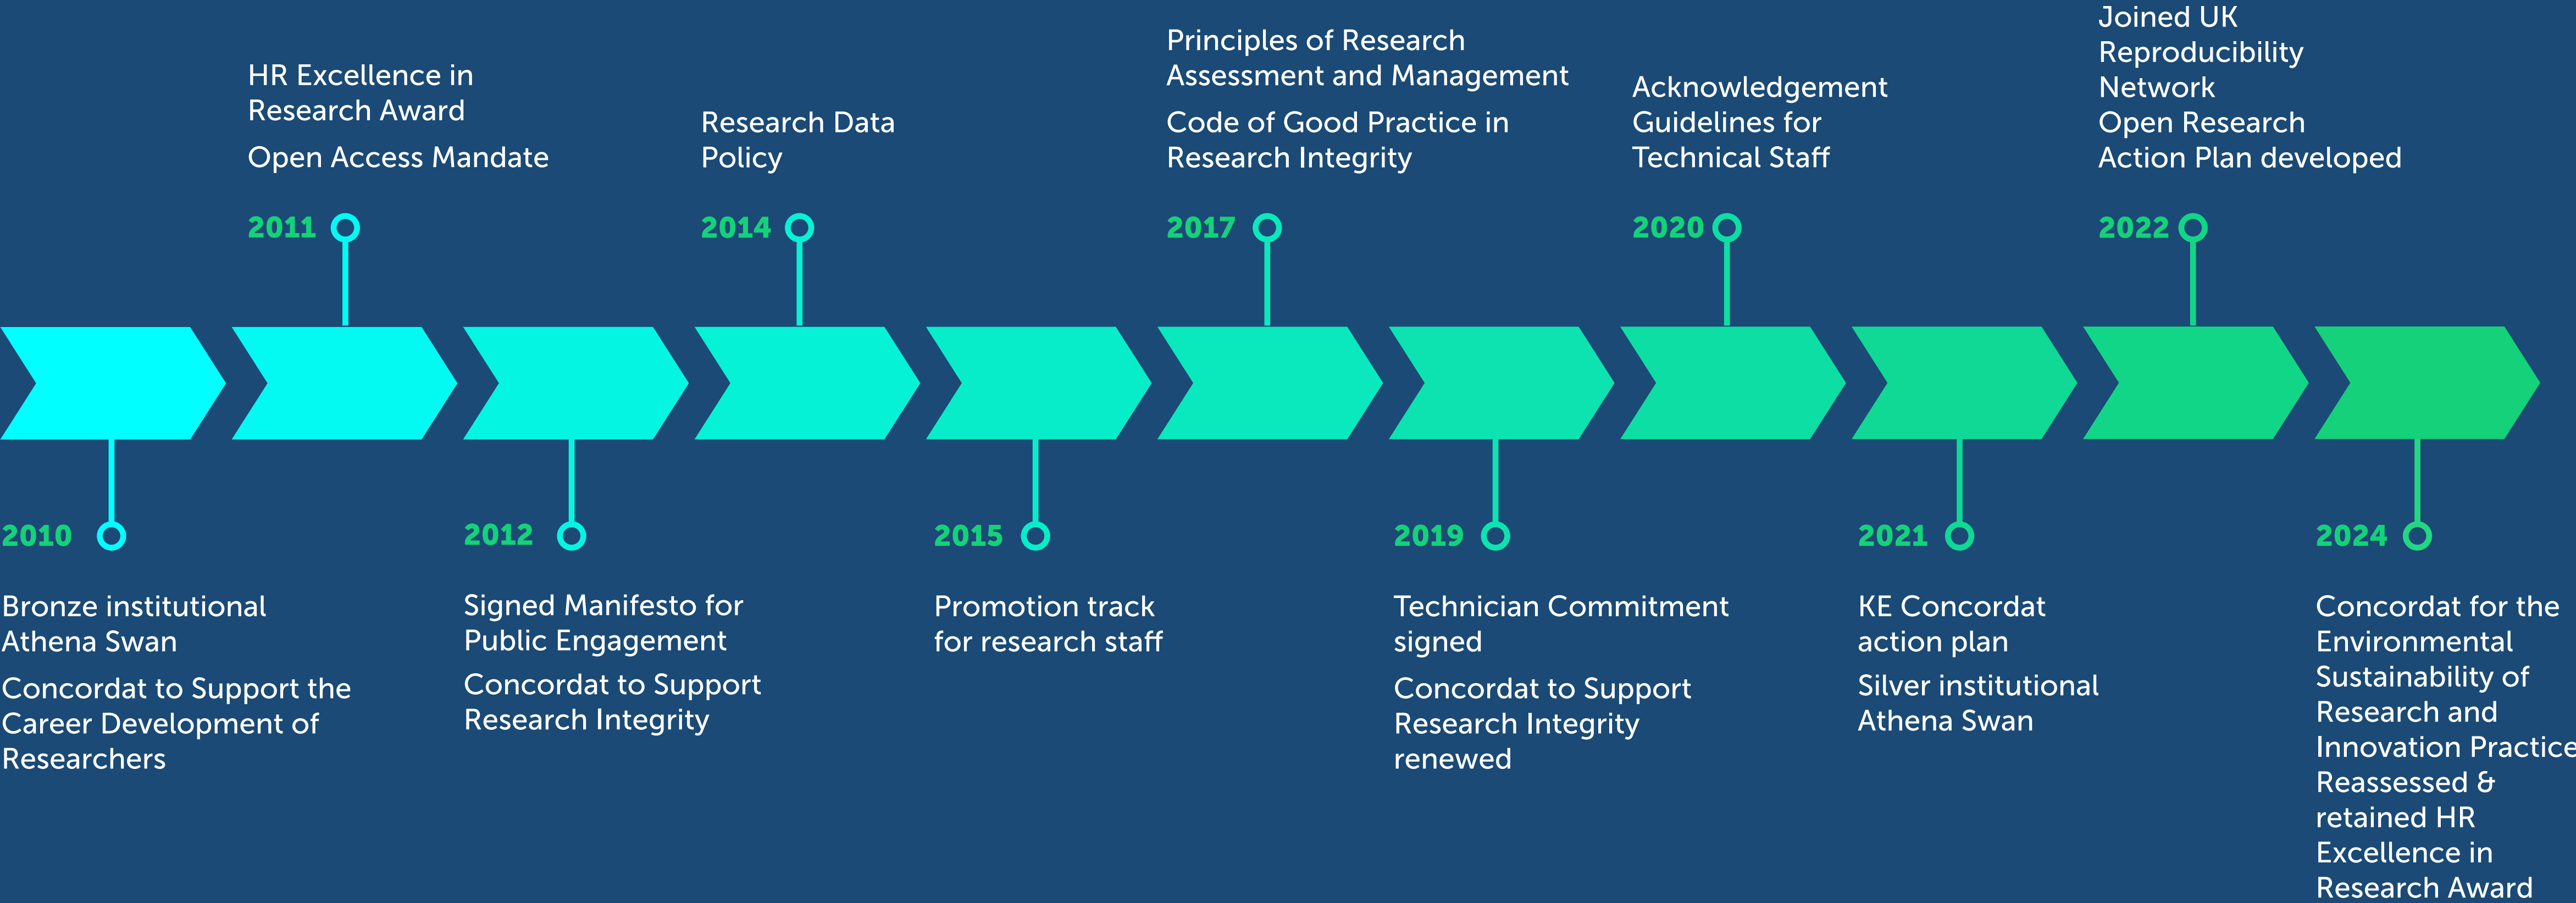 2010
Bronze institutional
Athena Swan
Concordat to Support the
Career Development of
Researchers
HR Excellence in
Research Award
Open Access Mandate
2011
2012
Signed Manifesto for
Public Engagement
Concordat to Support
Research Integrity
Research Data
Policy
2014
2015
Promotion track
for research staff
Principles of Research
Assessment and Management
Code of Good Practice in
Research Integrity
2017
2019
Technician Commitment
signed
Concordat to Support
Research Integrity
renewed
Acknowledgement
Guidelines for
Technical Staff
2020
2021
KE Concordat
action plan
Silver institutional
Athena Swan
Joined UK
Reproducibility
Network
Open Research
Action Plan developed
2022
2024
Concordat for the
Environmental
Sustainability of
Research and
Innovation Practice
Reassessed &
retained HR
Excellence in
Research Award